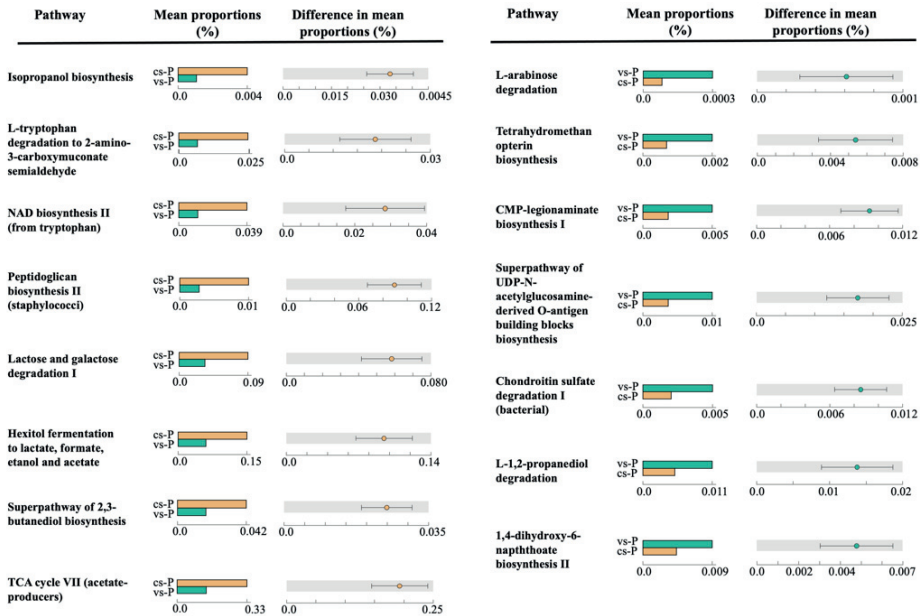 Pathway Mean proportions (%) Difference in mean proportions (%)
Isopropanol biosynthesis
cs-P
vs-P
0.0 0.004
0.0 0.015 0.030 0.0045
L-tryptophan
degradation to 2-amino-
3-carboxymuconate
semialdehyde
cs-P
vs-P
0.0 0.025
0.0 0.03
NAD biosynthesis II
(from tryptophan)
cs-P
vs-P
0.0 0.039
0.0 0.02 0.04
Peptidoglican
biosynthesis II
(staphylococci)
cs-P
vs-P
0.0 0.01
0.0 0.06 0.12
Lactose and galactose
degradation I
cs-P
vs-P
0.0 0.09
0.0 0.080
Hexitol fermentation
to lactate, formate,
etanol and acetate
cs-P
vs-P
0.0 0.15
0.0 0.14
Superpathway of 2,3-
butanediol biosynthesis
cs-P
vs-P
0.0 0.042
0.0 0.035
TCA cycle VII (acetate-
producers)
cs-P
vs-P
0.0 0.33
0.0 0.25
Pathway Mean proportions (%) Difference in mean proportions (%)
L-arabinose
degradation
vs-P
cs-P
0.0 0.0003
0.0 0.001
Tetrahydromethan
opterin
biosynthesis
vs-P
cs-P
0.0 0.002
0.0 0.004 0.008
CMP-legionaminate
biosynthesis I
vs-P
cs-P
0.0 0.005
0.0 0.006 0.012
Superpathway of
UDP-N-
acetylglucosamine-
derived O-antigen
building blocks
biosynthesis
vs-P
cs-P
0.0 0.01
0.0 0.025
Chondroitin sulfate
degradation I
(bacterial)
vs-P
cs-P
0.0 0.005
0.0 0.006 0.012
L-1,2-propanediol
degradation
vs-P
cs-P
0.0 0.011
0.0 0.01 0.02
1,4-dihydroxy-6-
napththoate
biosynthesis II
vs-P
cs-P
0.0 0.009
0.0 0.002 0.004 0.007